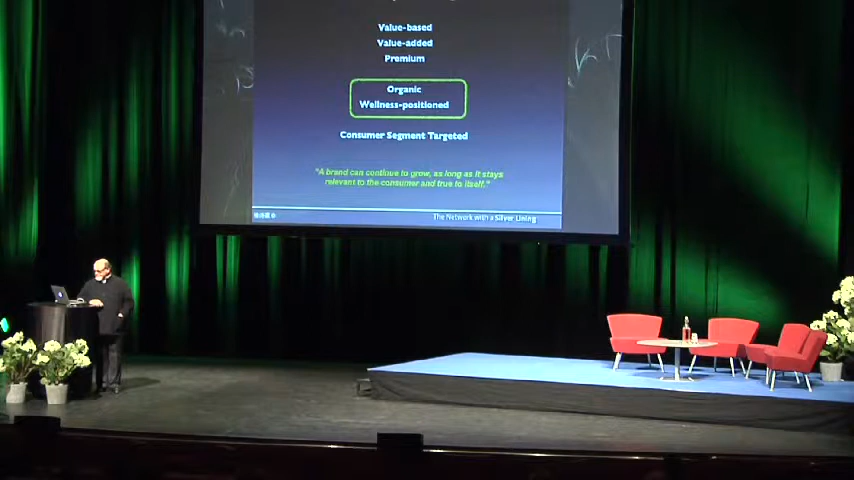 Value-based
Value-added
Premium
Organic
Wellness-positioned
Consumer Segment Targeted
"A brand can continue to grow, as long as it stays
relevant to the consumer and true to itself."
The Network with a Silver Lining